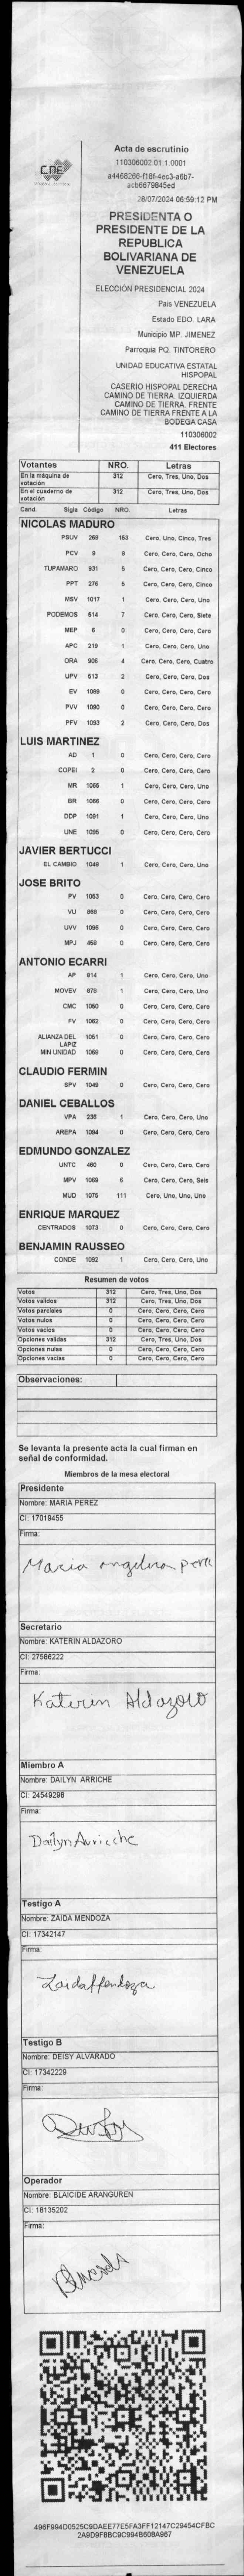 CNE
Acta de escrutinio
110306002.01.1.0001
a4468266-f18f-4ec3-a6b7-
acb6679845ed
28/07/2024 06:59:12 PM
PRESIDENTA O
PRESIDENTE DE LA
REPUBLICA
BOLIVARIANA DE
VENEZUELA
ELECCIÓN PRESIDENCIAL 2024
País VENEZUELA
Estado EDO. LARA
Municipio MP. JIMENEZ
Parroquia PQ. TINTORERO
UNIDAD EDUCATIVA ESTATAL
HISPOPAL
CASERIO HISPOPAL DERECHA
CAMINO DE TIERRA. IZQUIERDA
CAMINO DE TIERRA. FRENTE
CAMINO DE TIERRA FRENTE A LA
BODEGA CASA
110306002
411 Electores
Votantes NRO. Letras
En la máquina de votación 312 Cero, Tres, Uno, Dos
En el cuaderno de votación 312 Cero, Tres, Uno, Dos
Cand. Sigla Código NRO. Letras
NICOLAS MADURO
PSUV 269 153 Cero, Uno, Cinco, Tres
PCV 9 8 Cero, Cero, Cero, Ocho
TUPAMARO 931 5 Cero, Cero, Cero, Cinco
PPT 276 5 Cero, Cero, Cero, Cinco
MSV 1017 1 Cero, Cero, Cero, Uno
PODEMOS 514 7 Cero, Cero, Cero, Siete
MEP 6 0 Cero, Cero, Cero, Cero
APC 219 1 Cero, Cero, Cero, Uno
ORA 906 4 Cero, Cero, Cero, Cuatro
UPV 513 2 Cero, Cero, Cero, Dos
EV 1089 0 Cero, Cero, Cero, Cero
PVV 1090 0 Cero, Cero, Cero, Cero
PFV 1093 2 Cero, Cero, Cero, Dos
LUIS MARTINEZ
AD 1 0 Cero, Cero, Cero, Cero
COPEI 2 0 Cero, Cero, Cero, Cero
MR 1065 1 Cero, Cero, Cero, Uno
BR 1066 0 Cero, Cero, Cero, Cero
DDP 1091 1 Cero, Cero, Cero, Uno
UNE 1095 0 Cero, Cero, Cero, Cero
JAVIER BERTUCCI
EL CAMBIO 1048 1 Cero, Cero, Cero, Uno
JOSE BRITO
PV 1053 0 Cero, Cero, Cero, Cero
VU 868 0 Cero, Cero, Cero, Cero
UVV 1096 0 Cero, Cero, Cero, Cero
MPJ 458 0 Cero, Cero, Cero, Cero
ANTONIO ECARRI
AP 814 1 Cero, Cero, Cero, Uno
MOVEV 878 1 Cero, Cero, Cero, Uno
CMC 1050 0 Cero, Cero, Cero, Cero
FV 1062 0 Cero, Cero, Cero, Cero
ALIANZA DEL LAPIZ 1051 0 Cero, Cero, Cero, Cero
MIN UNIDAD 1068 0 Cero, Cero, Cero, Cero
CLAUDIO FERMIN
SPV 1049 0 Cero, Cero, Cero, Cero
DANIEL CEBALLOS
VPA 236 1 Cero, Cero, Cero, Uno
AREPA 1094 0 Cero, Cero, Cero, Cero
EDMUNDO GONZALEZ
UNTC 460 0 Cero, Cero, Cero, Cero
MPV 1069 6 Cero, Cero, Cero, Seis
MUD 1075 111 Cero, Uno, Uno, Uno
ENRIQUE MARQUEZ
CENTRADOS 1073 0 Cero, Cero, Cero, Cero
BENJAMIN RAUSSEO
CONDE 1092 1 Cero, Cero, Cero, Uno
Resumen de votos
Votos 312 Cero, Tres, Uno, Dos
Votos validos 312 Cero, Tres, Uno, Dos
Votos parciales 0 Cero, Cero, Cero, Cero
Votos nulos 0 Cero, Cero, Cero, Cero
Votos vacios 0 Cero, Cero, Cero, Cero
Opciones validas 312 Cero, Tres, Uno, Dos
Opciones nulas 0 Cero, Cero, Cero, Cero
Opciones vacias 0 Cero, Cero, Cero, Cero
Observaciones:
Se levanta la presente acta la cual firman en
señal de conformidad.
Miembros de la mesa electoral
Presidente
Nombre: MARIA PEREZ
CI: 17019455
Firma:
Maria angelina pere
Secretario
Nombre: KATERIN ALDAZORO
CI: 27586222
Firma:
Katerin Aldazoro
Miembro A
Nombre: DAILYN ARRICHE
CI: 24549298
Firma:
Dailyn Arrieche
Testigo A
Nombre: ZAIDA MENDOZA
CI: 17342147
Firma:
Zaida Mendoza
Testigo B
Nombre: DEISY ALVARADO
CI: 17342229
Firma:
Operador
Nombre: BLAICIDE ARANGUREN
CI: 18135202
Firma:
496F994D0525C9DAEE77E5FA3FF12147C29454CFBC
2A9D9F8BC9C994B608A967